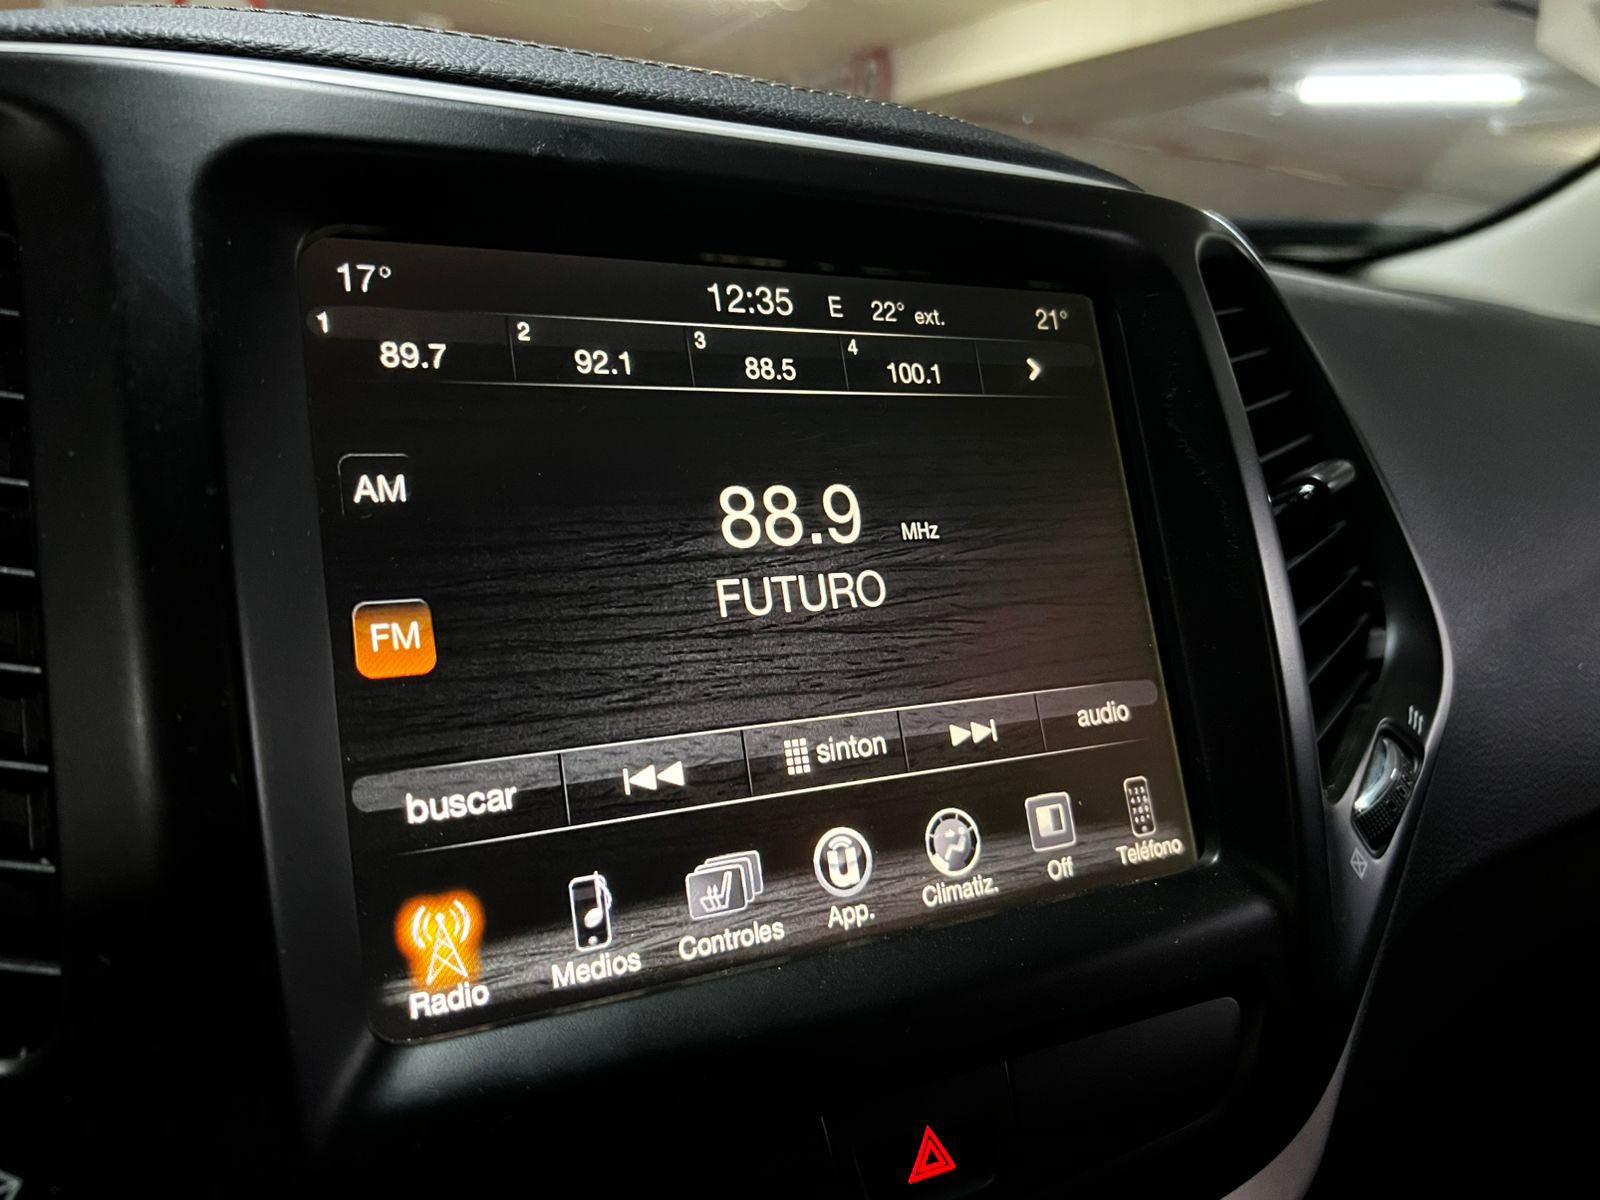 17° 12:35 E 22° ext. 21°
1 89.7 2 92.1 3 88.5 4 100.1
AM
88.9 MHz
FUTURO
FM
buscar sinton audio
Radio Medios Controles App. Climatiz. Off Teléfono